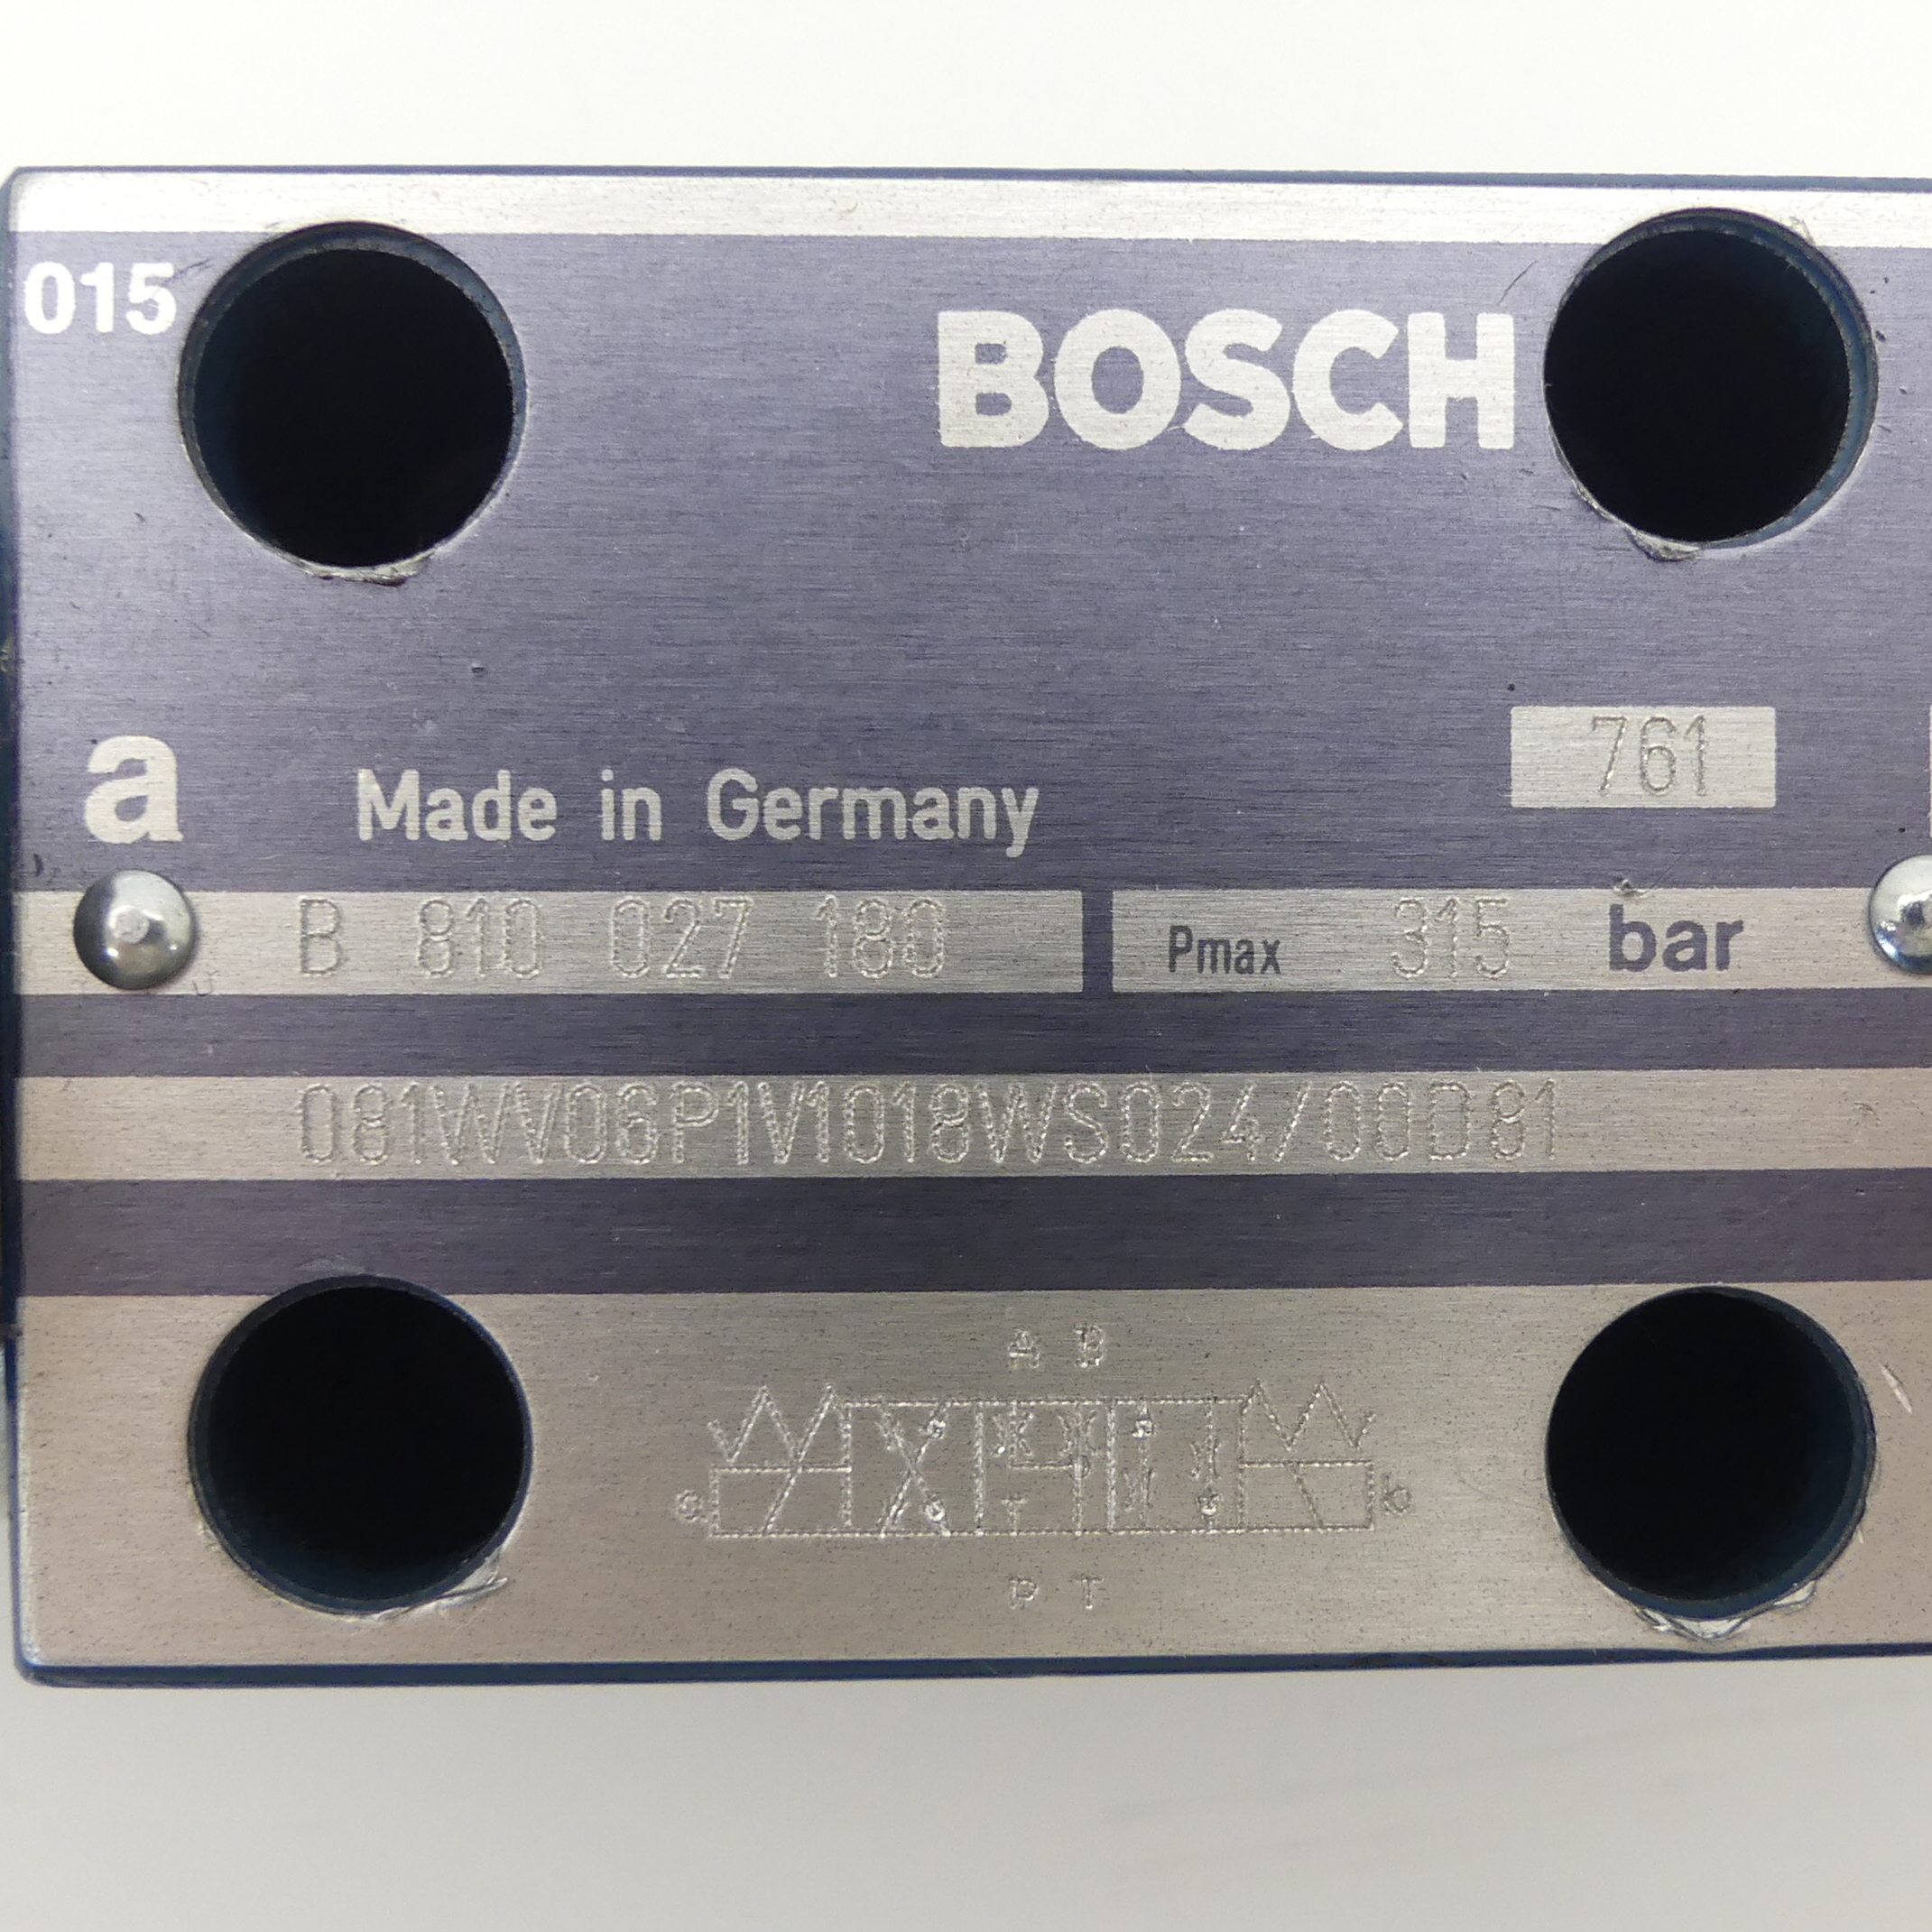 015
BOSCH
761
a
Made in Germany
B 810 027 180 Pmax 315 bar
081WV06P1V1018WS024/00D81
A B
a b
P T